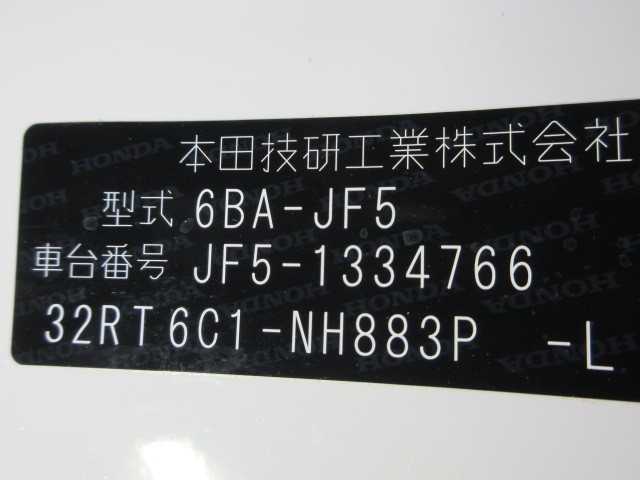 本田技研工業株式会社
型式 6BA-JF5
車台番号 JF5-1334766
32RT6C1-NH883P -L